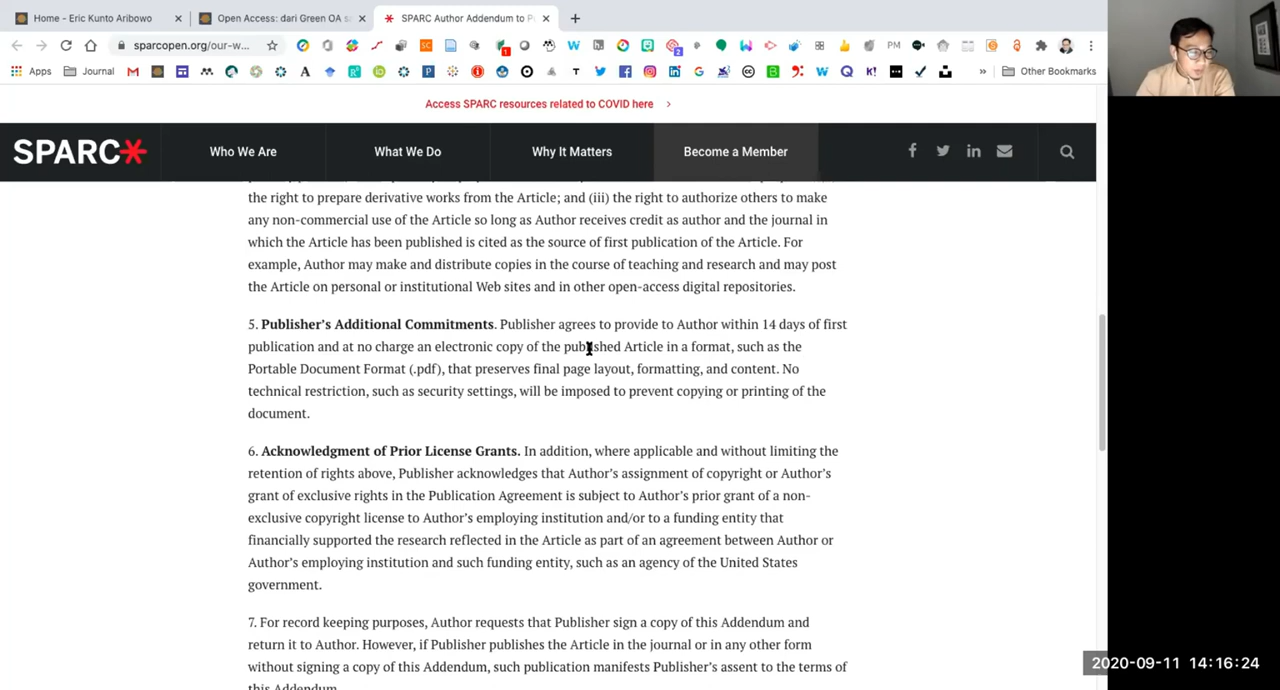 Home - Eric Kunto Aribowo
Open Access: dari Green OA s
SPARC Author Addendum to P
sparcopen.org/our-w...
PM
Apps
Journal
Other Bookmarks
Access SPARC resources related to COVID here
SPARC
Who We Are
What We Do
Why It Matters
Become a Member
the right to prepare derivative works from the Article; and (iii) the right to authorize others to make
any non-commercial use of the Article so long as Author receives credit as author and the journal in
which the Article has been published is cited as the source of first publication of the Article. For
example, Author may make and distribute copies in the course of teaching and research and may post
the Article on personal or institutional Web sites and in other open-access digital repositories.
5. Publisher's Additional Commitments. Publisher agrees to provide to Author within 14 days of first
publication and at no charge an electronic copy of the published Article in a format, such as the
Portable Document Format (.pdf), that preserves final page layout, formatting, and content. No
technical restriction, such as security settings, will be imposed to prevent copying or printing of the
document.
6. Acknowledgment of Prior License Grants. In addition, where applicable and without limiting the
retention of rights above, Publisher acknowledges that Author's assignment of copyright or Author's
grant of exclusive rights in the Publication Agreement is subject to Author's prior grant of a non-
exclusive copyright license to Author's employing institution and/or to a funding entity that
financially supported the research reflected in the Article as part of an agreement between Author or
Author's employing institution and such funding entity, such as an agency of the United States
government.
7. For record keeping purposes, Author requests that Publisher sign a copy of this Addendum and
return it to Author. However, if Publisher publishes the Article in the journal or in any other form
without signing a copy of this Addendum, such publication manifests Publisher's assent to the terms of
this Addendum.
2020-09-11 14:16:24